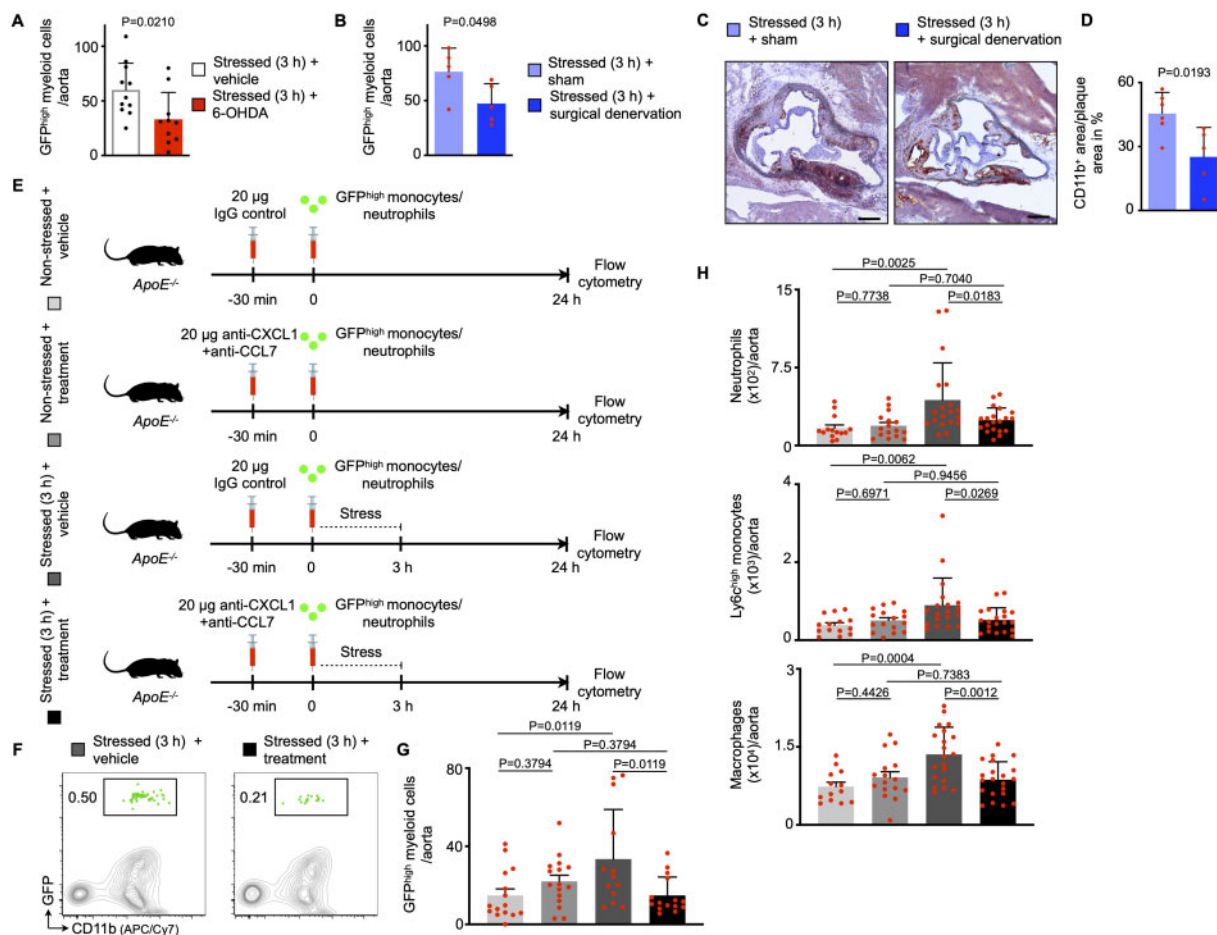 A
P=0.0210
GFPhigh myeloid cells
/aorta
100
50
0
Stressed (3 h) +
vehicle
Stressed (3 h) +
6-OHDA
B
P=0.0498
GFPhigh myeloid cells
/aorta
100
50
0
Stressed (3 h) +
sham
Stressed (3 h) +
surgical denervation
C
Stressed (3 h)
+ sham
Stressed (3 h)
+ surgical denervation
D
P=0.0193
CD11b+ area/plaque
area in %
60
30
0
E
Non-stressed +
vehicle
ApoE-/-
20 µg
IgG control
GFPhigh monocytes/
neutrophils
-30 min
0
24 h
Flow
cytometry
Non-stressed +
treatment
ApoE-/-
20 µg anti-CXCL1
+anti-CCL7
GFPhigh monocytes/
neutrophils
-30 min
0
24 h
Flow
cytometry
Stressed (3 h) +
vehicle
ApoE-/-
20 µg
IgG control
GFPhigh monocytes/
neutrophils
Stress
-30 min
0
3 h
24 h
Flow
cytometry
Stressed (3 h) +
treatment
ApoE-/-
20 µg anti-CXCL1
+anti-CCL7
GFPhigh monocytes/
neutrophils
Stress
-30 min
0
3 h
24 h
Flow
cytometry
F
Stressed (3 h) +
vehicle
Stressed (3 h) +
treatment
0.50
0.21
GFP
CD11b (APC/Cy7)
G
P=0.0119
P=0.3794
P=0.3794
P=0.0119
GFPhigh myeloid cells
/aorta
80
40
0
H
P=0.0025
P=0.7040
P=0.7738
P=0.0183
Neutrophils
(x10²)/aorta
15
7.5
0
P=0.0062
P=0.9456
P=0.6971
P=0.0269
Ly6chigh monocytes
(x10³)/aorta
4
2
0
P=0.0004
P=0.7383
P=0.4426
P=0.0012
Macrophages
(x10⁴)/aorta
3
1.5
0